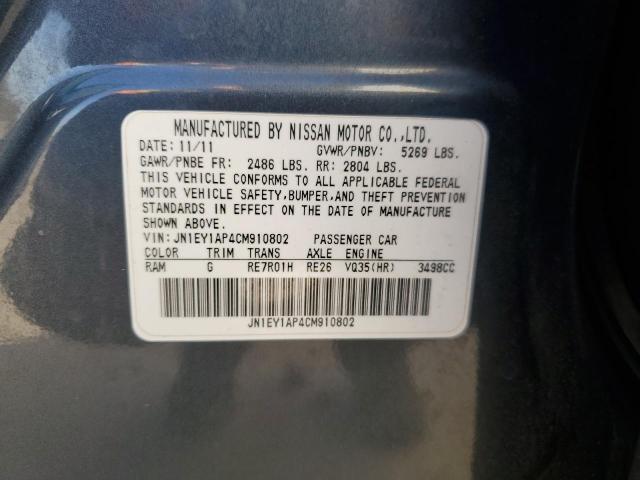 MANUFACTURED BY NISSAN MOTOR CO.,LTD.
DATE: 11/11 GVWR/PNBV: 5269 LBS.
GAWR/PNBE FR: 2486 LBS. RR: 2804 LBS.
THIS VEHICLE CONFORMS TO ALL APPLICABLE FEDERAL
MOTOR VEHICLE SAFETY, BUMPER, AND THEFT PREVENTION
STANDARDS IN EFFECT ON THE DATE OF MANUFACTURE
SHOWN ABOVE.
VIN: JN1EY1AP4CM910802 PASSENGER CAR
COLOR TRIM TRANS AXLE ENGINE
RAM G RE7R01H RE26 VQ35(HR) 3498CC
JN1EY1AP4CM910802